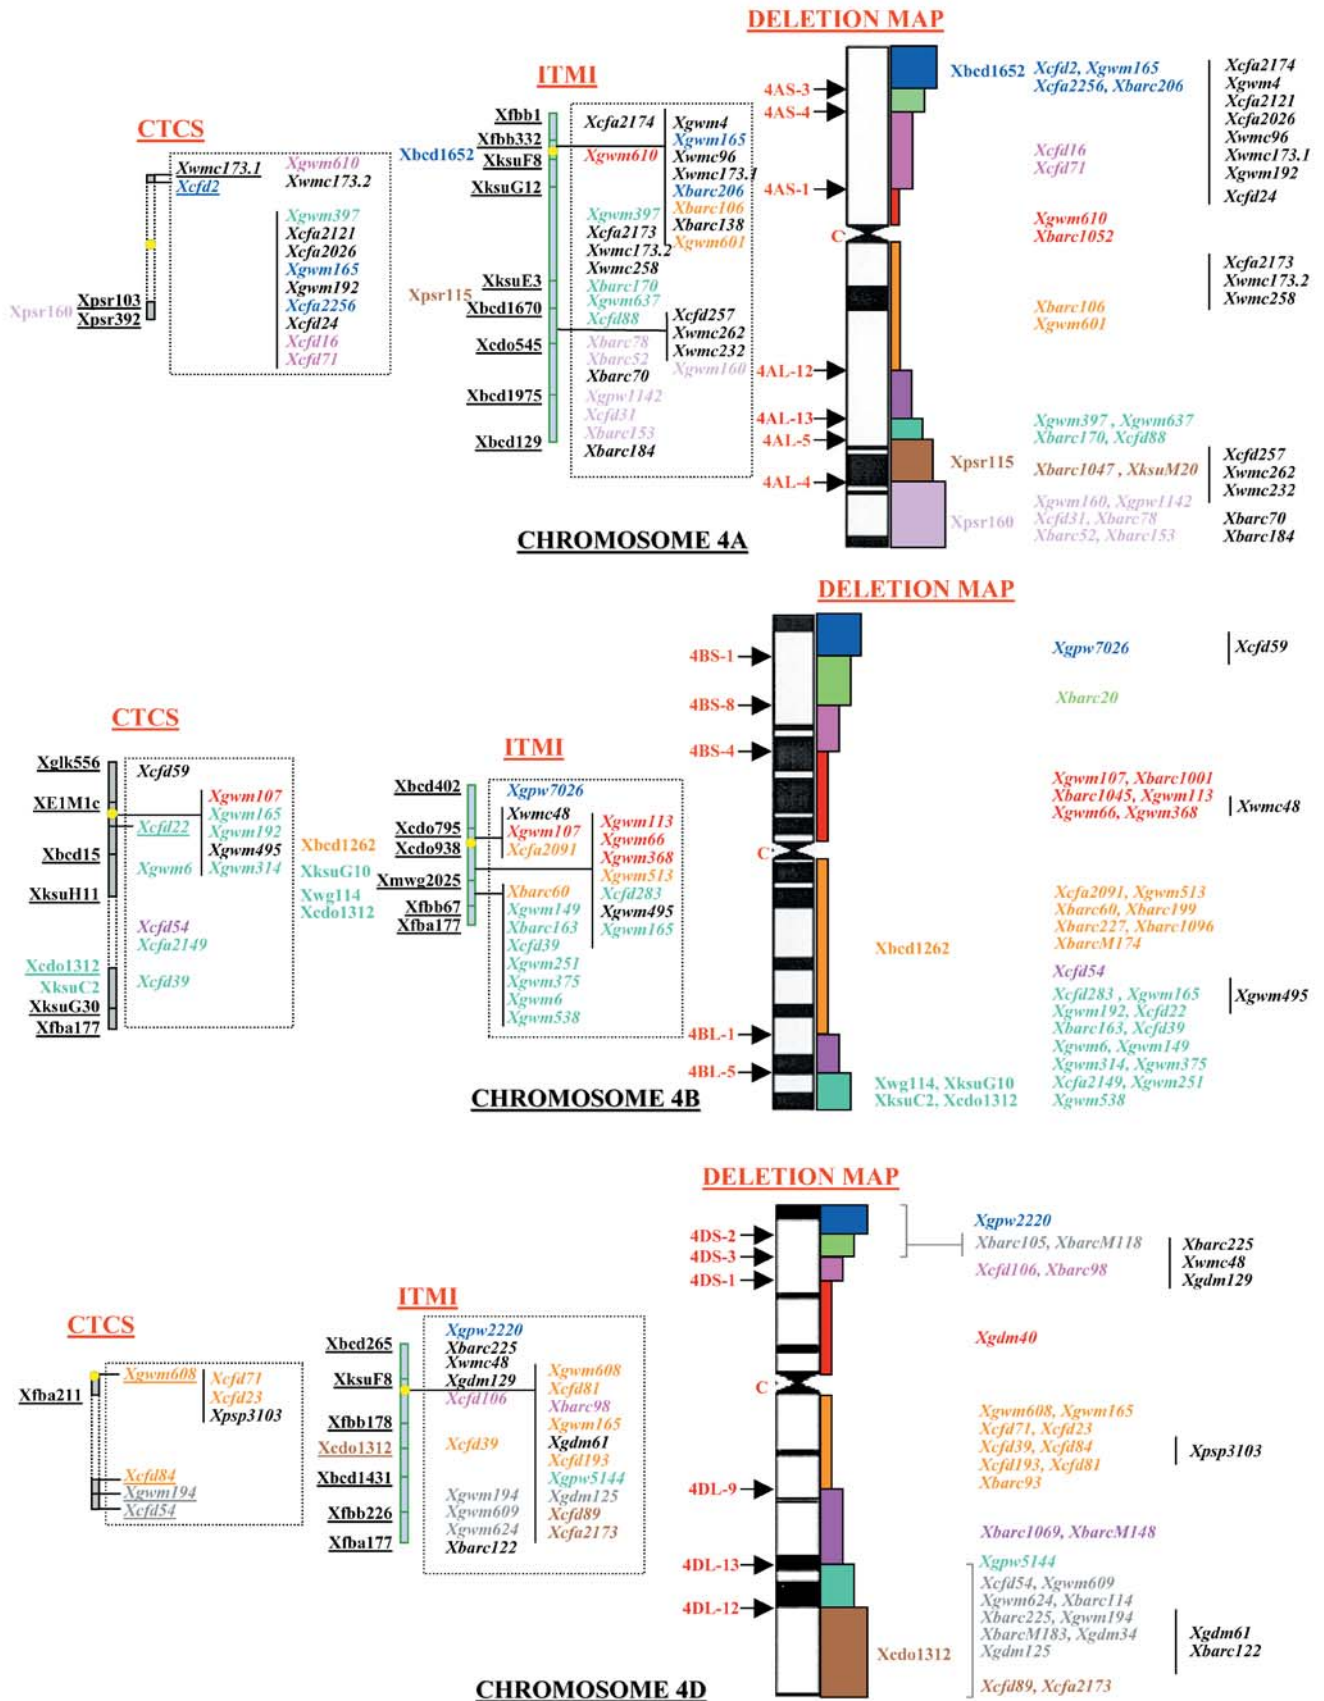 DELETION MAP
ITMI
CTCS
Xwmc173.1
Xcfd2
Xpsr160
Xpsr103
Xpsr392
Xgwm610
Xwmc173.2
Xgwm397
Xcfa2121
Xcfa2026
Xgwm165
Xgwm192
Xcfa2256
Xcfd24
Xcfd16
Xcfd71
Xbcd1652
Xpsr115
Xfbb1
Xfbb332
XksuF8
XksuG12
XksuE3
Xbcd1670
Xcdo545
Xbcd1975
Xbcd129
Xcfa2174
Xgwm610
Xgwm397
Xcfa2173
Xwmc173.2
Xwmc258
Xbarc170
Xgwm637
Xcfd88
Xbarc78
Xbarc52
Xbarc70
Xgpw1142
Xcfd31
Xbarc153
Xbarc184
Xgwm4
Xgwm165
Xwmc96
Xwmc173.1
Xbarc206
Xbarc106
Xbarc138
Xgwm601
Xcfd257
Xwmc262
Xwmc232
Xgwm160
4AS-3
4AS-4
4AS-1
C
4AL-12
4AL-13
4AL-5
4AL-4
Xbcd1652
Xpsr115
Xpsr160
Xcfd2, Xgwm165
Xcfa2256, Xbarc206
Xcfd16
Xcfd71
Xgwm610
Xbarc1052
Xbarc106
Xgwm601
Xgwm397 , Xgwm637
Xbarc170, Xcfd88
Xbarc1047 , XksuM20
Xgwm160, Xgpw1142
Xcfd31, Xbarc78
Xbarc52, Xbarc153
Xcfa2174
Xgwm4
Xcfa2121
Xcfa2026
Xwmc96
Xwmc173.1
Xgwm192
Xcfd24
Xcfa2173
Xwmc173.2
Xwmc258
Xcfd257
Xwmc262
Xwmc232
Xbarc70
Xbarc184
CHROMOSOME 4A
DELETION MAP
CTCS
ITMI
Xglk556
XE1M1c
Xbcd15
XksuH11
Xcdo1312
XksuC2
XksuG30
Xfba177
Xcfd59
Xcfd22
Xgwm6
Xcfd54
Xcfa2149
Xcfd39
Xgwm107
Xgwm165
Xgwm192
Xgwm495
Xgwm314
Xbcd1262
XksuG10
Xwg114
Xcdo1312
Xbcd402
Xcdo795
Xcdo938
Xmwg2025
Xfbb67
Xfba177
Xgpw7026
Xwmc48
Xgwm107
Xcfa2091
Xbarc60
Xgwm149
Xbarc163
Xcfd39
Xgwm251
Xgwm375
Xgwm6
Xgwm538
Xgwm113
Xgwm66
Xgwm368
Xgwm513
Xcfd283
Xgwm495
Xgwm165
4BS-1
4BS-8
4BS-4
C
4BL-1
4BL-5
Xbcd1262
Xwg114, XksuG10
XksuC2, Xcdo1312
Xgpw7026
Xbarc20
Xgwm107, Xbarc1001
Xbarc1045, Xgwm113
Xgwm66, Xgwm368
Xcfa2091, Xgwm513
Xbarc60, Xbarc199
Xbarc227, Xbarc1096
XbarcM174
Xcfd54
Xcfd283 , Xgwm165
Xgwm192, Xcfd22
Xbarc163, Xcfd39
Xgwm6, Xgwm149
Xgwm314, Xgwm375
Xcfa2149, Xgwm251
Xgwm538
Xcfd59
Xwmc48
Xgwm495
CHROMOSOME 4B
DELETION MAP
ITMI
CTCS
Xfba211
Xgwm608
Xcfd84
Xgwm194
Xcfd54
Xcfd71
Xcfd23
Xpsp3103
Xbcd265
XksuF8
Xfbb178
Xcdo1312
Xbcd1431
Xfbb226
Xfba177
Xgpw2220
Xbarc225
Xwmc48
Xgdm129
Xcfd106
Xcfd39
Xgwm194
Xgwm609
Xgwm624
Xbarc122
Xgwm608
Xcfd81
Xbarc98
Xgwm165
Xgdm61
Xcfd193
Xgpw5144
Xgdm125
Xcfd89
Xcfa2173
4DS-2
4DS-3
4DS-1
C
4DL-9
4DL-13
4DL-12
Xcdo1312
Xgpw2220
Xbarc105, XbarcM118
Xcfd106, Xbarc98
Xgdm40
Xgwm608, Xgwm165
Xcfd71, Xcfd23
Xcfd39, Xcfd84
Xcfd193, Xcfd81
Xbarc93
Xbarc1069, XbarcM148
Xgpw5144
Xcfd54, Xgwm609
Xgwm624, Xbarc114
Xbarc225, Xgwm194
XbarcM183, Xgdm34
Xgdm125
Xcfd89, Xcfa2173
Xbarc225
Xwmc48
Xgdm129
Xpsp3103
Xgdm61
Xbarc122
CHROMOSOME 4D